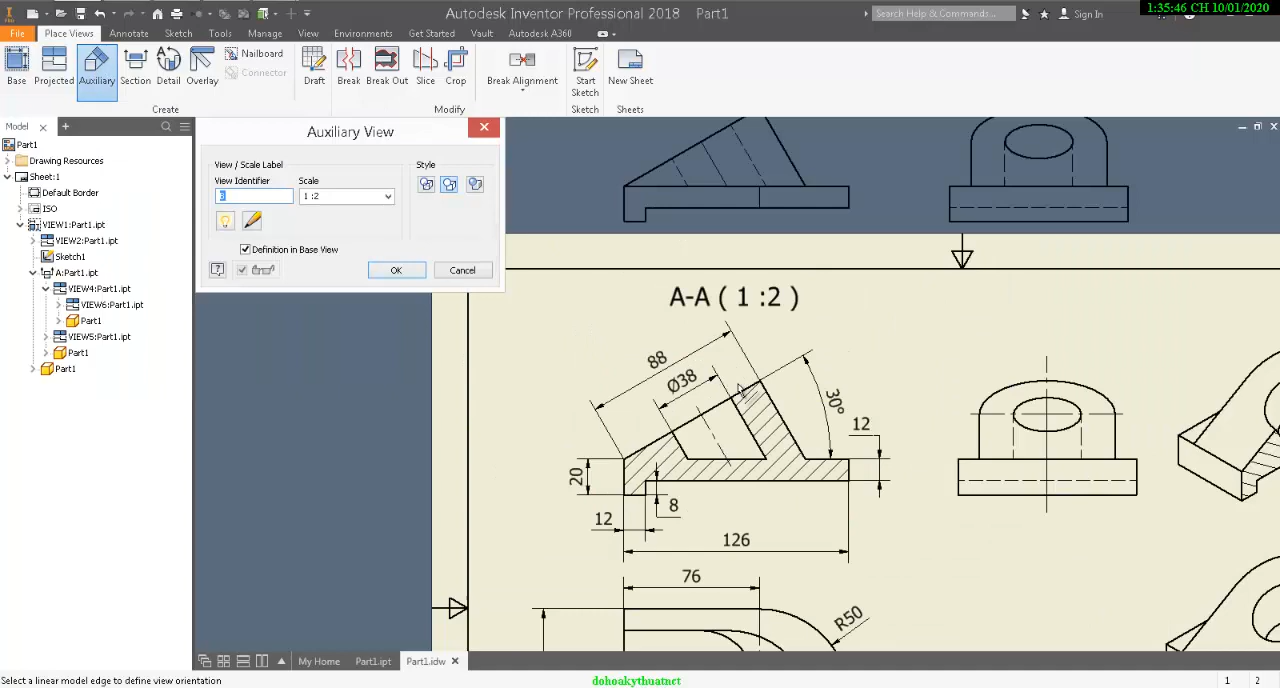 Autodesk Inventor Professional 2018 Part1
Search Help & Commands...
Sign In
1:35:46 CH 10/01/2020
File Place Views Annotate Sketch Tools Manage View Environments Get Started Vault Autodesk A360
Base Projected Auxiliary Section Detail Overlay
Nailboard
Connector
Draft Break Break Out Slice Crop Break Alignment Start Sketch New Sheet
Create Modify Sketch Sheets
Model
Part1
Drawing Resources
Sheet:1
Default Border
ISO
VIEW1:Part1.ipt
VIEW2:Part1.ipt
Sketch1
A:Part1.ipt
VIEW4:Part1.ipt
VIEW6:Part1.ipt
Part1
VIEW5:Part1.ipt
Part1
Part1
Auxiliary View
View / Scale Label
Style
View Identifier Scale
1 :2
Definition in Base View
OK Cancel
A-A ( 1 :2 )
88
Ø38
30°
12
20
8
12
126
76
R50
My Home Part1.ipt Part1.idw
Select a linear model edge to define view orientation
dohoakythuatnet
1 2